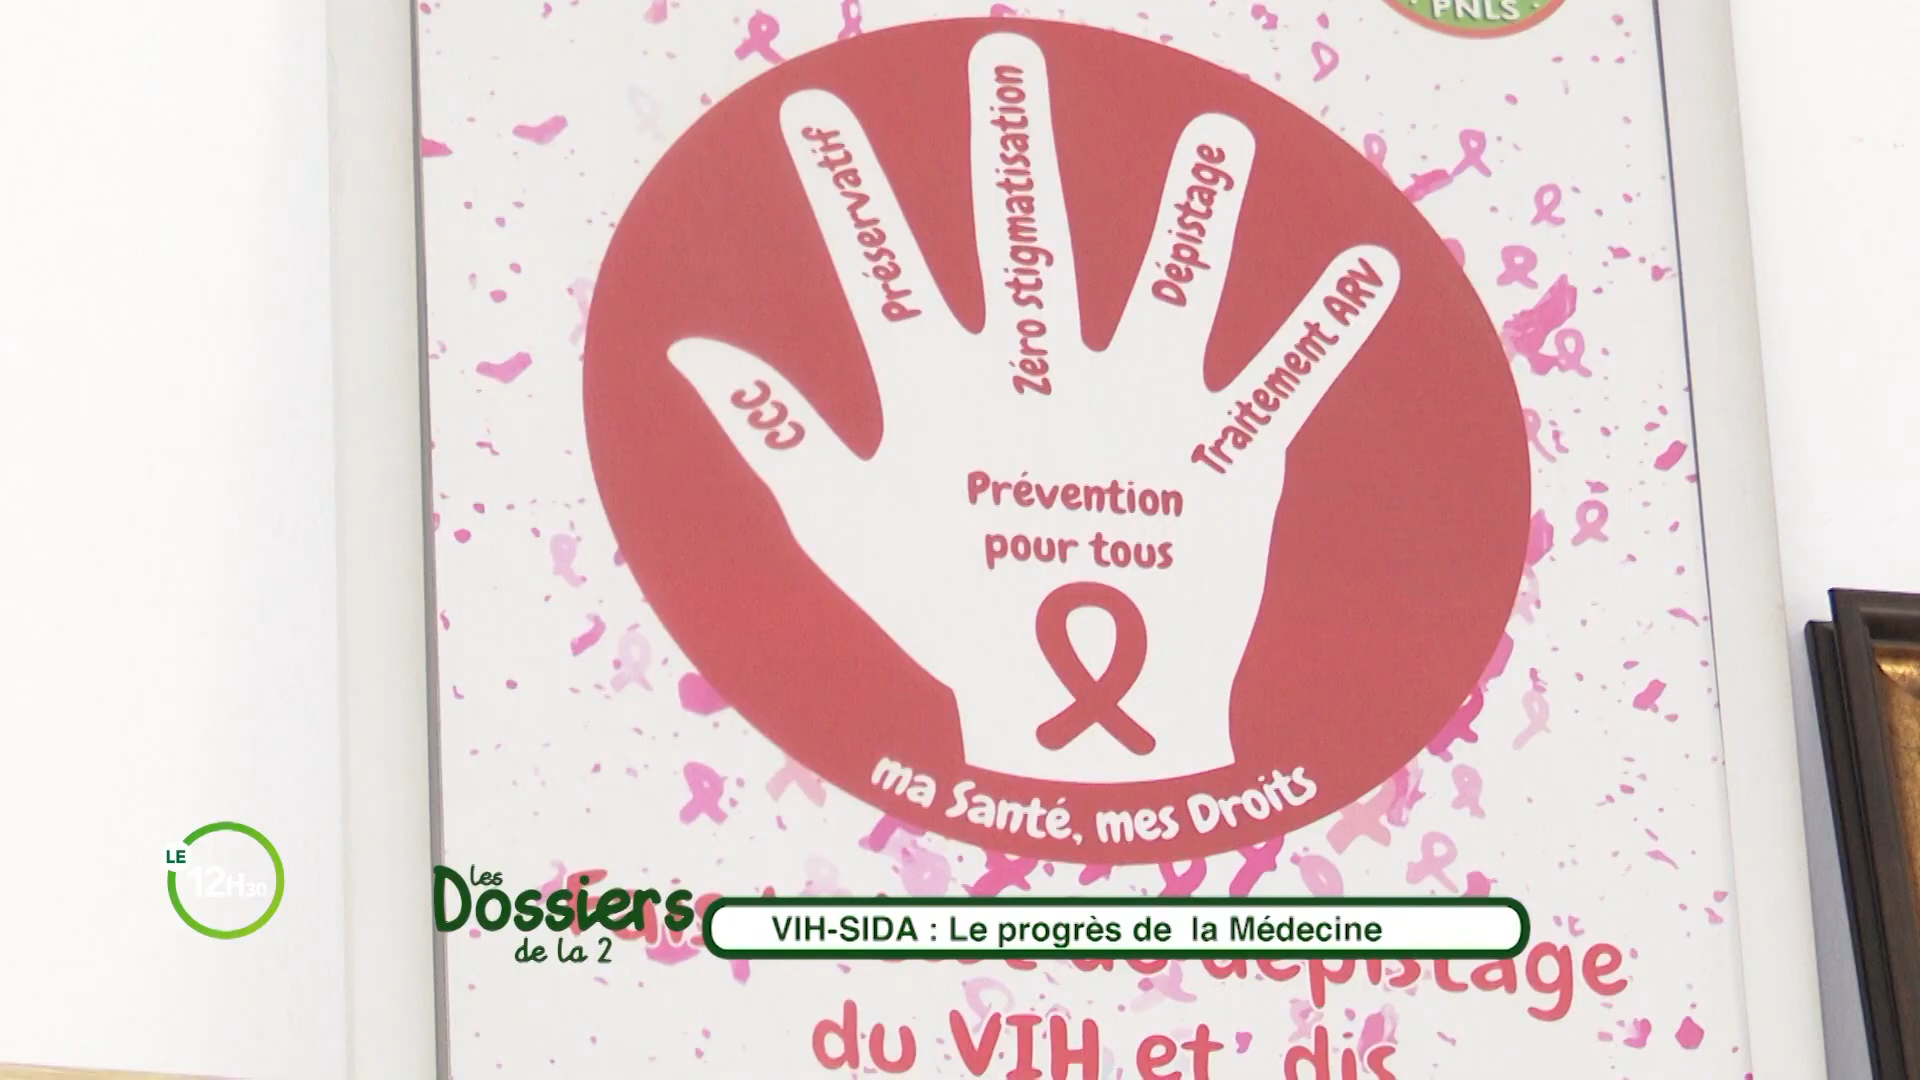 PNLS
CCC
Préservatif
Zéro stigmatisation
Dépistage
Traitement ARV
Prévention
pour tous
ma Santé, mes Droits
dépistage
du VIH et dis
LE
12H30
les
Dossiers
de la 2
VIH-SIDA : Le progrès de la Médecine